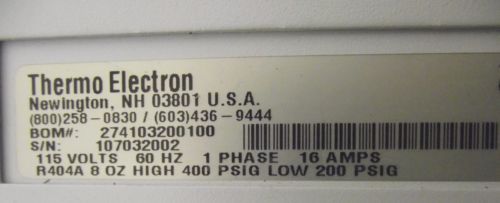 Thermo Electron
Newington, NH 03801 U.S.A.
(800)258-0830 / (603)436-9444
BOM#: 274103200100
S/N: 107032002
115 VOLTS 60 HZ 1 PHASE 16 AMPS
R404A 8 OZ HIGH 400 PSIG LOW 200 PSIG